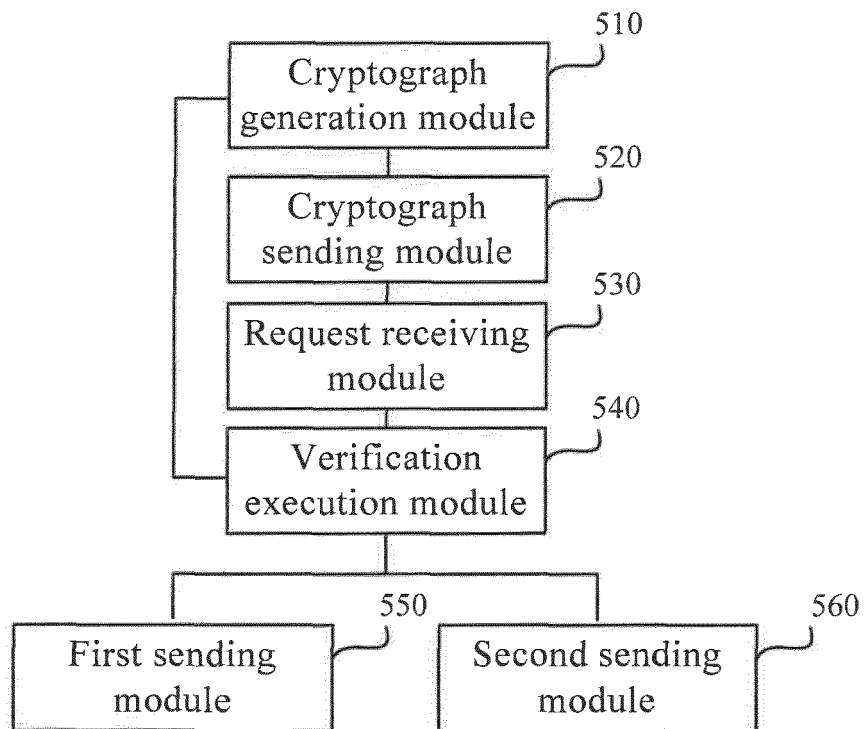 510
Cryptograph
generation module
520
Cryptograph
sending module
530
Request receiving
module
540
Verification
execution module
550
First sending
module
560
Second sending
module